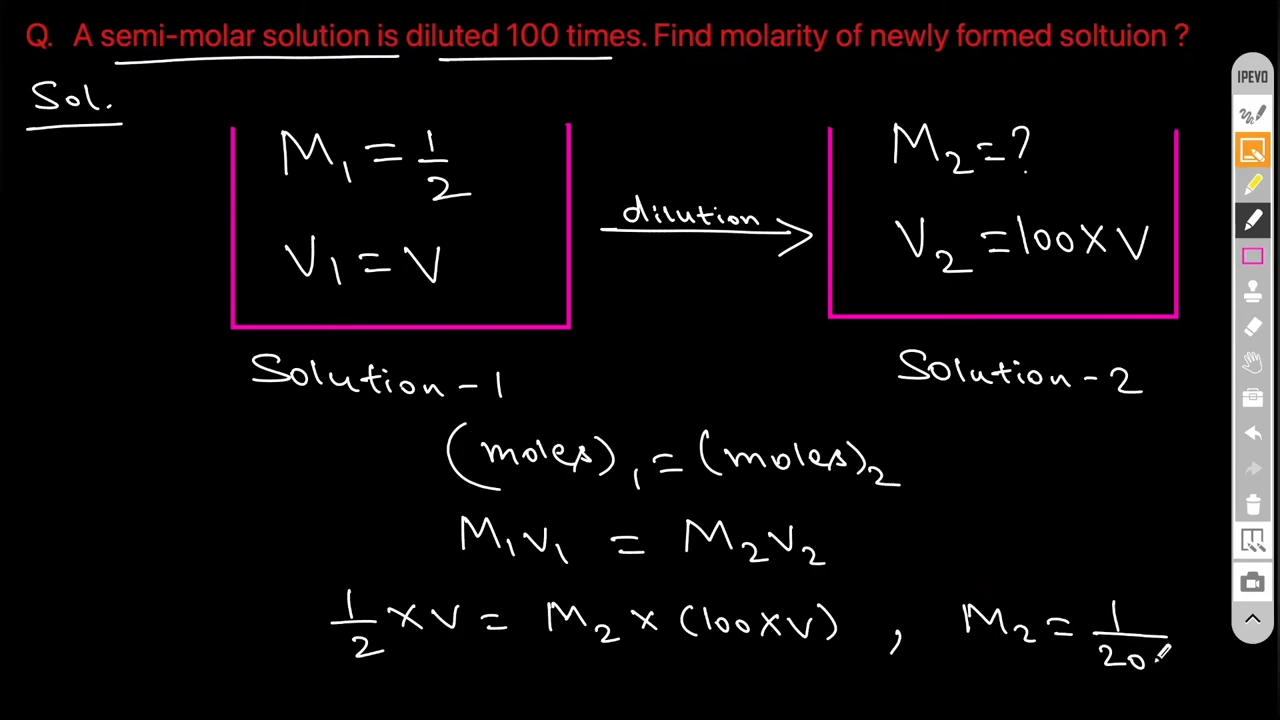 Q. A semi-molar solution is diluted 100 times. Find molarity of newly formed soltuion ?
Sol.
IPEVO
M₁ = 1/2
V₁ = V
dilution
M₂ = ?
V₂ = 100 X V
Solution - 1
Solution - 2
(moles)₁ = (moles)₂
M₁V₁ = M₂V₂
1/2 X V = M₂ X (100 X V) , M₂ = 1/20